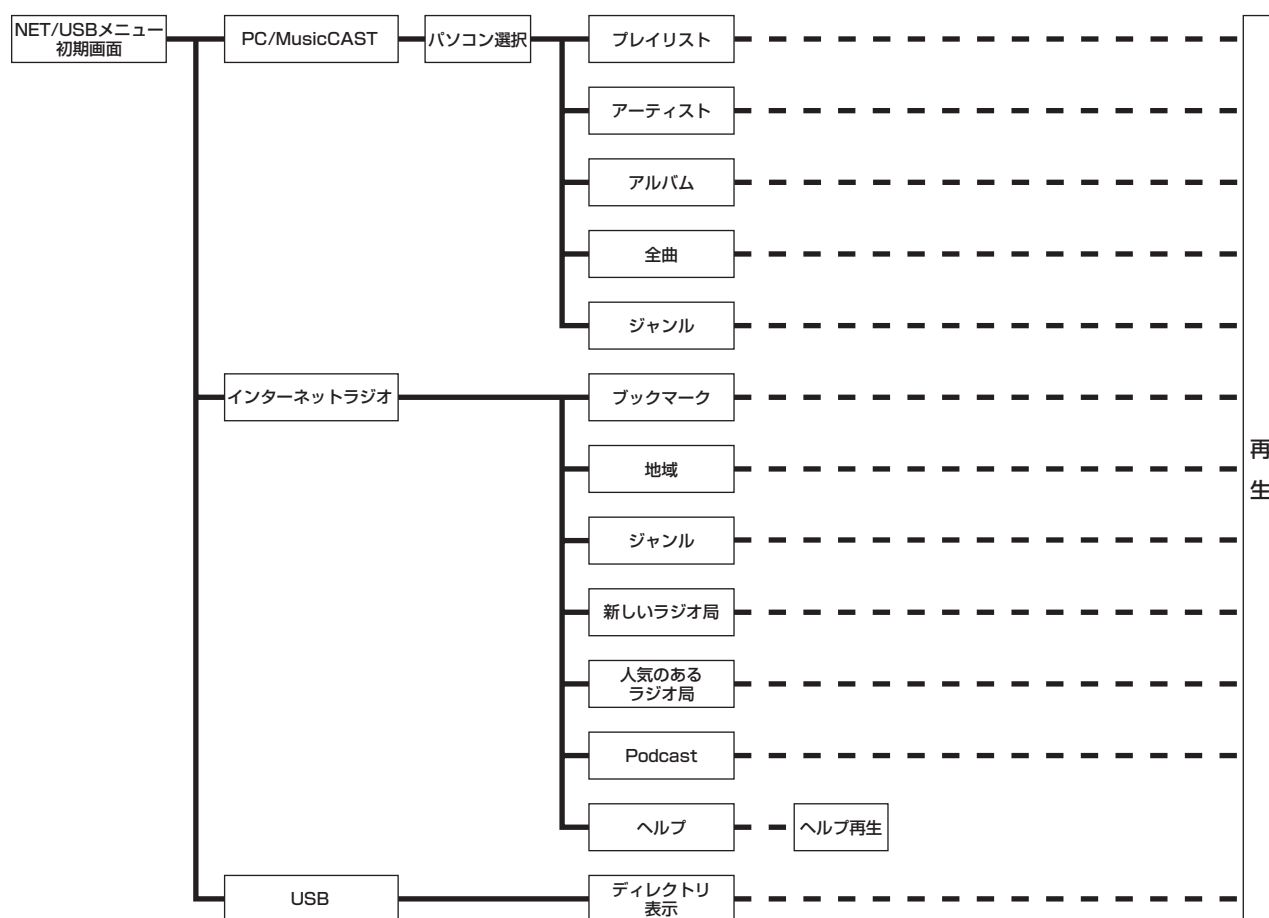 NET/USBメニュー
初期画面
PC/MusicCAST
パソコン選択
プレイリスト
アーティスト
アルバム
全曲
ジャンル
インターネットラジオ
ブックマーク
地域
ジャンル
新しいラジオ局
人気のある
ラジオ局
Podcast
ヘルプ
ヘルプ再生
USB
ディレクトリ
表示
再
生